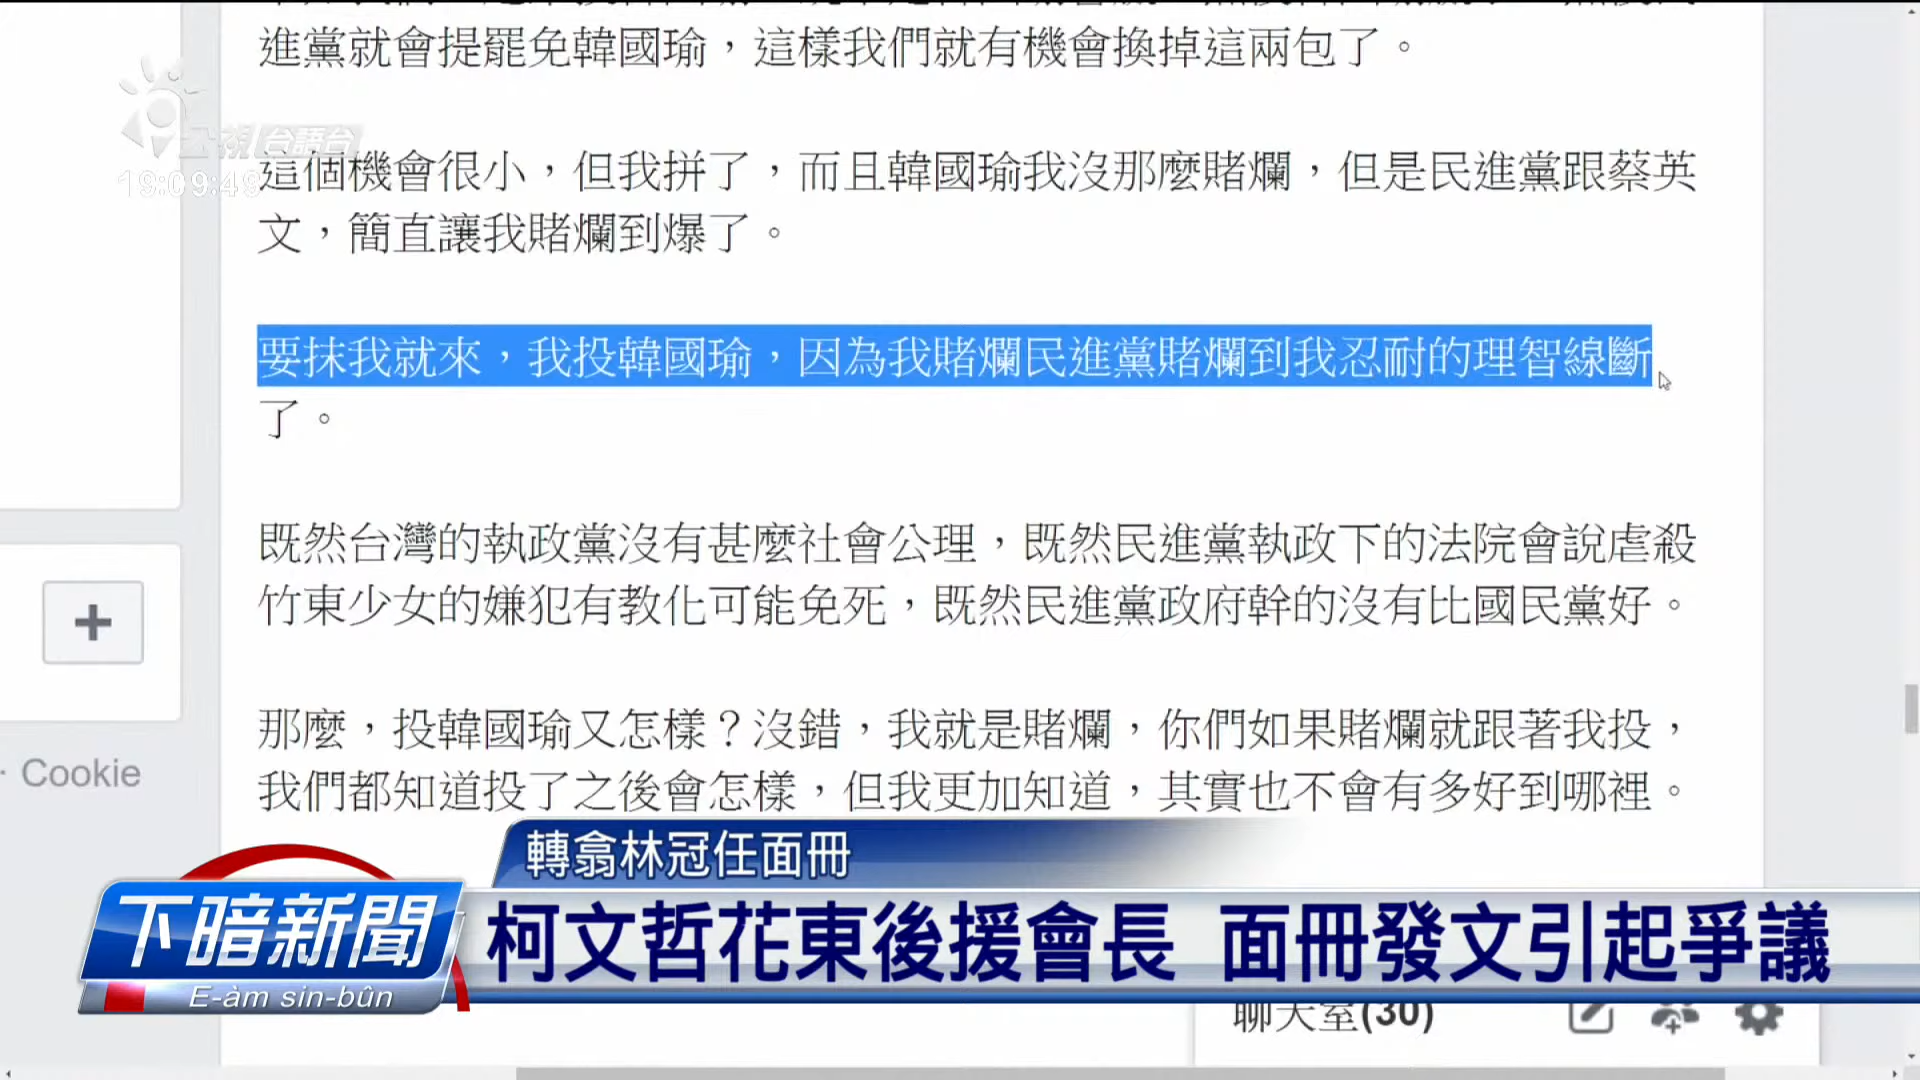 進黨就會提罷免韓國瑜，這樣我們就有機會換掉這兩包了。
公視 台語台
19:09:49
這個機會很小，但我拼了，而且韓國瑜我沒那麼賭爛，但是民進黨跟蔡英
文，簡直讓我賭爛到爆了。
要抹我就來，我投韓國瑜，因為我賭爛民進黨賭爛到我忍耐的理智線斷
了。
既然台灣的執政黨沒有甚麼社會公理，既然民進黨執政下的法院會說虐殺
竹東少女的嫌犯有教化可能免死，既然民進黨政府幹的沒有比國民黨好。
那麼，投韓國瑜又怎樣？沒錯，我就是賭爛，你們如果賭爛就跟著我投，
我們都知道投了之後會怎樣，但我更加知道，其實也不會有多好到哪裡。
· Cookie
轉翕林冠任面冊
下暗新聞
E-àm sin-bûn
柯文哲花東後援會長 面冊發文引起爭議
聊天室(30)